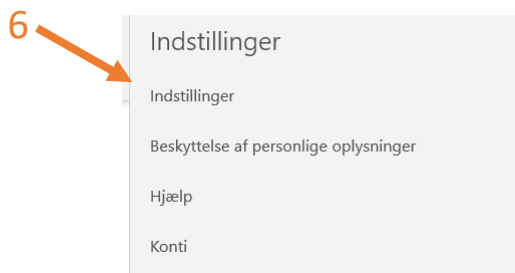 6
Indstillinger
Indstillinger
Beskyttelse af personlige oplysninger
Hjælp
Konti